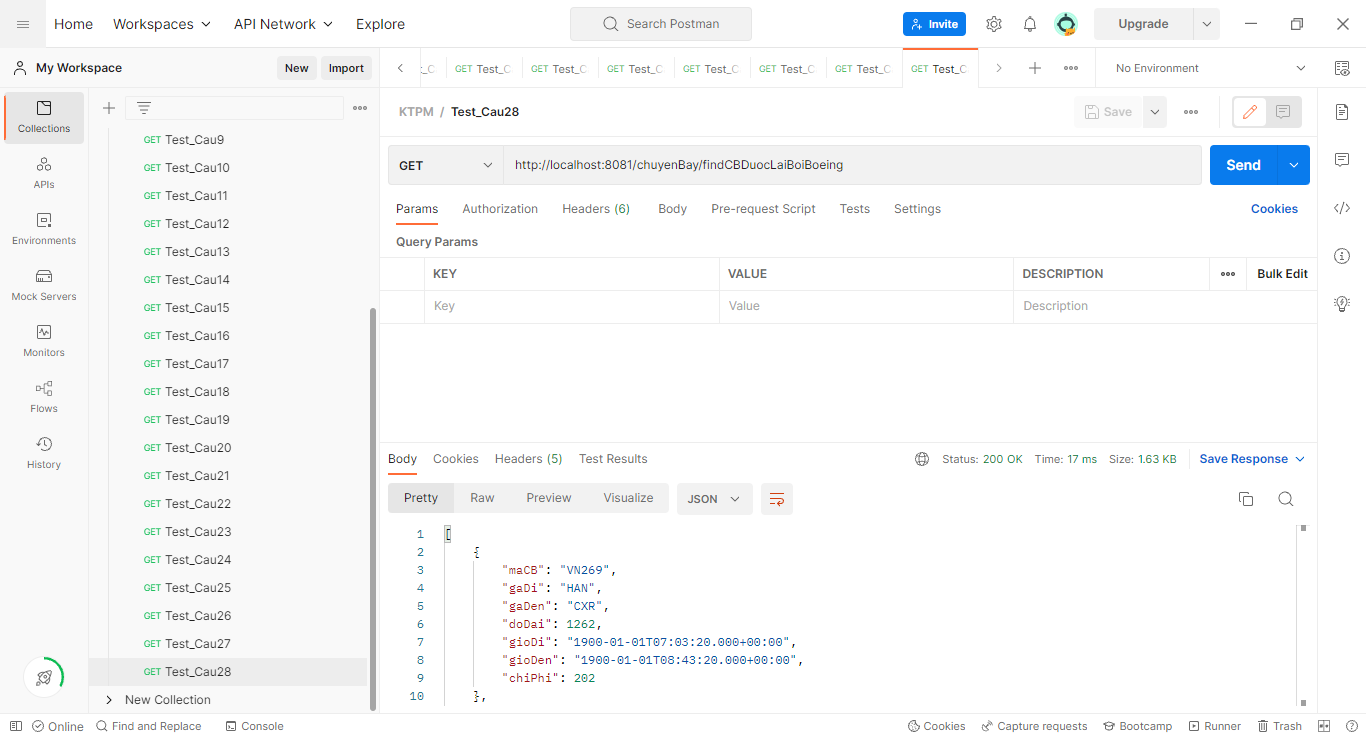 Home Workspaces API Network Explore Search Postman Invite Upgrade
My Workspace New Import
GET Test_C GET Test_C GET Test_C GET Test_C GET Test_C GET Test_C GET Test_C No Environment
Collections
APIs
Environments
Mock Servers
Monitors
Flows
History
GET Test_Cau9
GET Test_Cau10
GET Test_Cau11
GET Test_Cau12
GET Test_Cau13
GET Test_Cau14
GET Test_Cau15
GET Test_Cau16
GET Test_Cau17
GET Test_Cau18
GET Test_Cau19
GET Test_Cau20
GET Test_Cau21
GET Test_Cau22
GET Test_Cau23
GET Test_Cau24
GET Test_Cau25
GET Test_Cau26
GET Test_Cau27
GET Test_Cau28
New Collection
KTPM / Test_Cau28 Save
GET http://localhost:8081/chuyenBay/findCBDuocLaiBoiBoeing Send
Params Authorization Headers (6) Body Pre-request Script Tests Settings Cookies
Query Params
KEY VALUE DESCRIPTION Bulk Edit
Key Value Description
Body Cookies Headers (5) Test Results Status: 200 OK Time: 17 ms Size: 1.63 KB Save Response
Pretty Raw Preview Visualize JSON
1 [
2 {
3 "maCB": "VN269",
4 "gaDi": "HAN",
5 "gaDen": "CXR",
6 "doDai": 1262,
7 "gioDi": "1900-01-01T07:03:20.000+00:00",
8 "gioDen": "1900-01-01T08:43:20.000+00:00",
9 "chiPhi": 202
10 },
Online Find and Replace Console Cookies Capture requests Bootcamp Runner Trash